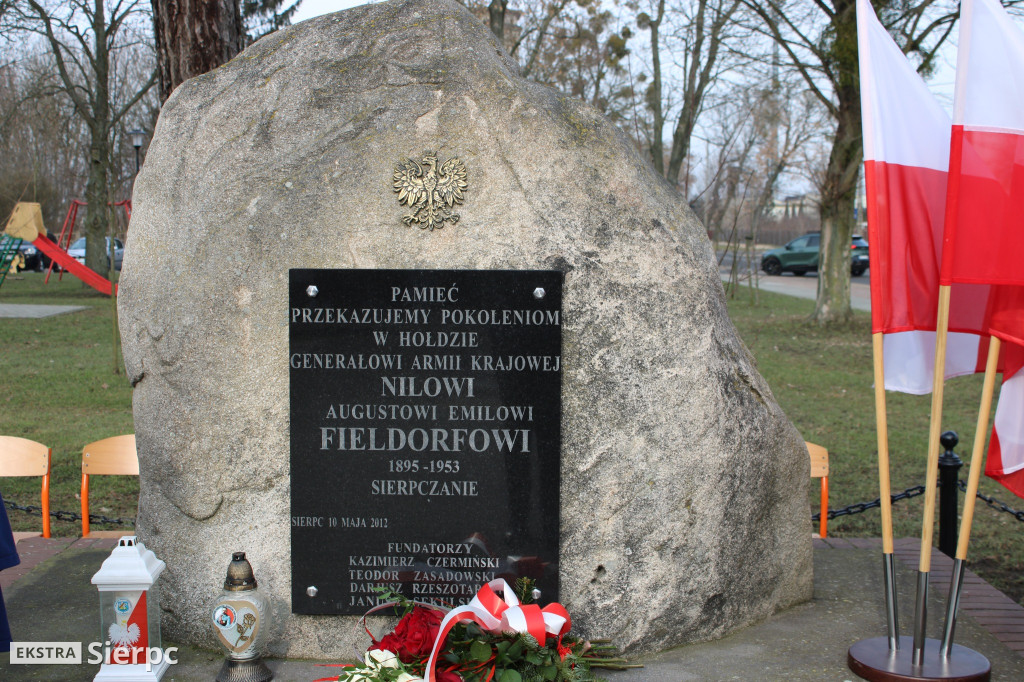 PAMIĘĆ
PRZEKAZUJEMY POKOLENIOM
W HOŁDZIE
GENERAŁOWI ARMII KRAJOWEJ
NILOWI
AUGUSTOWI EMILOWI
FIELDORFOWI
1895 -1953
SIERPCZANIE
SIERPC 10 MAJA 2012
FUNDATORZY
KAZIMIERZ CZERMIŃSKI
TEODOR ZASADOWSKI
DARIUSZ
EKSTRA Sierpc